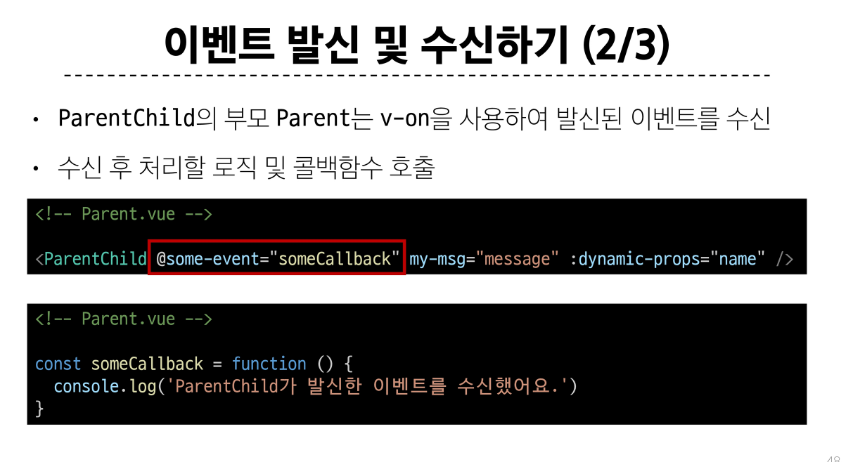 이벤트 발신 및 수신하기 (2/3)
• ParentChild의 부모 Parent는 v-on을 사용하여 발신된 이벤트를 수신
• 수신 후 처리할 로직 및 콜백함수 호출
<!-- Parent.vue -->
<ParentChild @some-event="someCallback" my-msg="message" :dynamic-props="name" />
<!-- Parent.vue -->
const someCallback = function () {
  console.log('ParentChild가 발신한 이벤트를 수신했어요.')
}
48